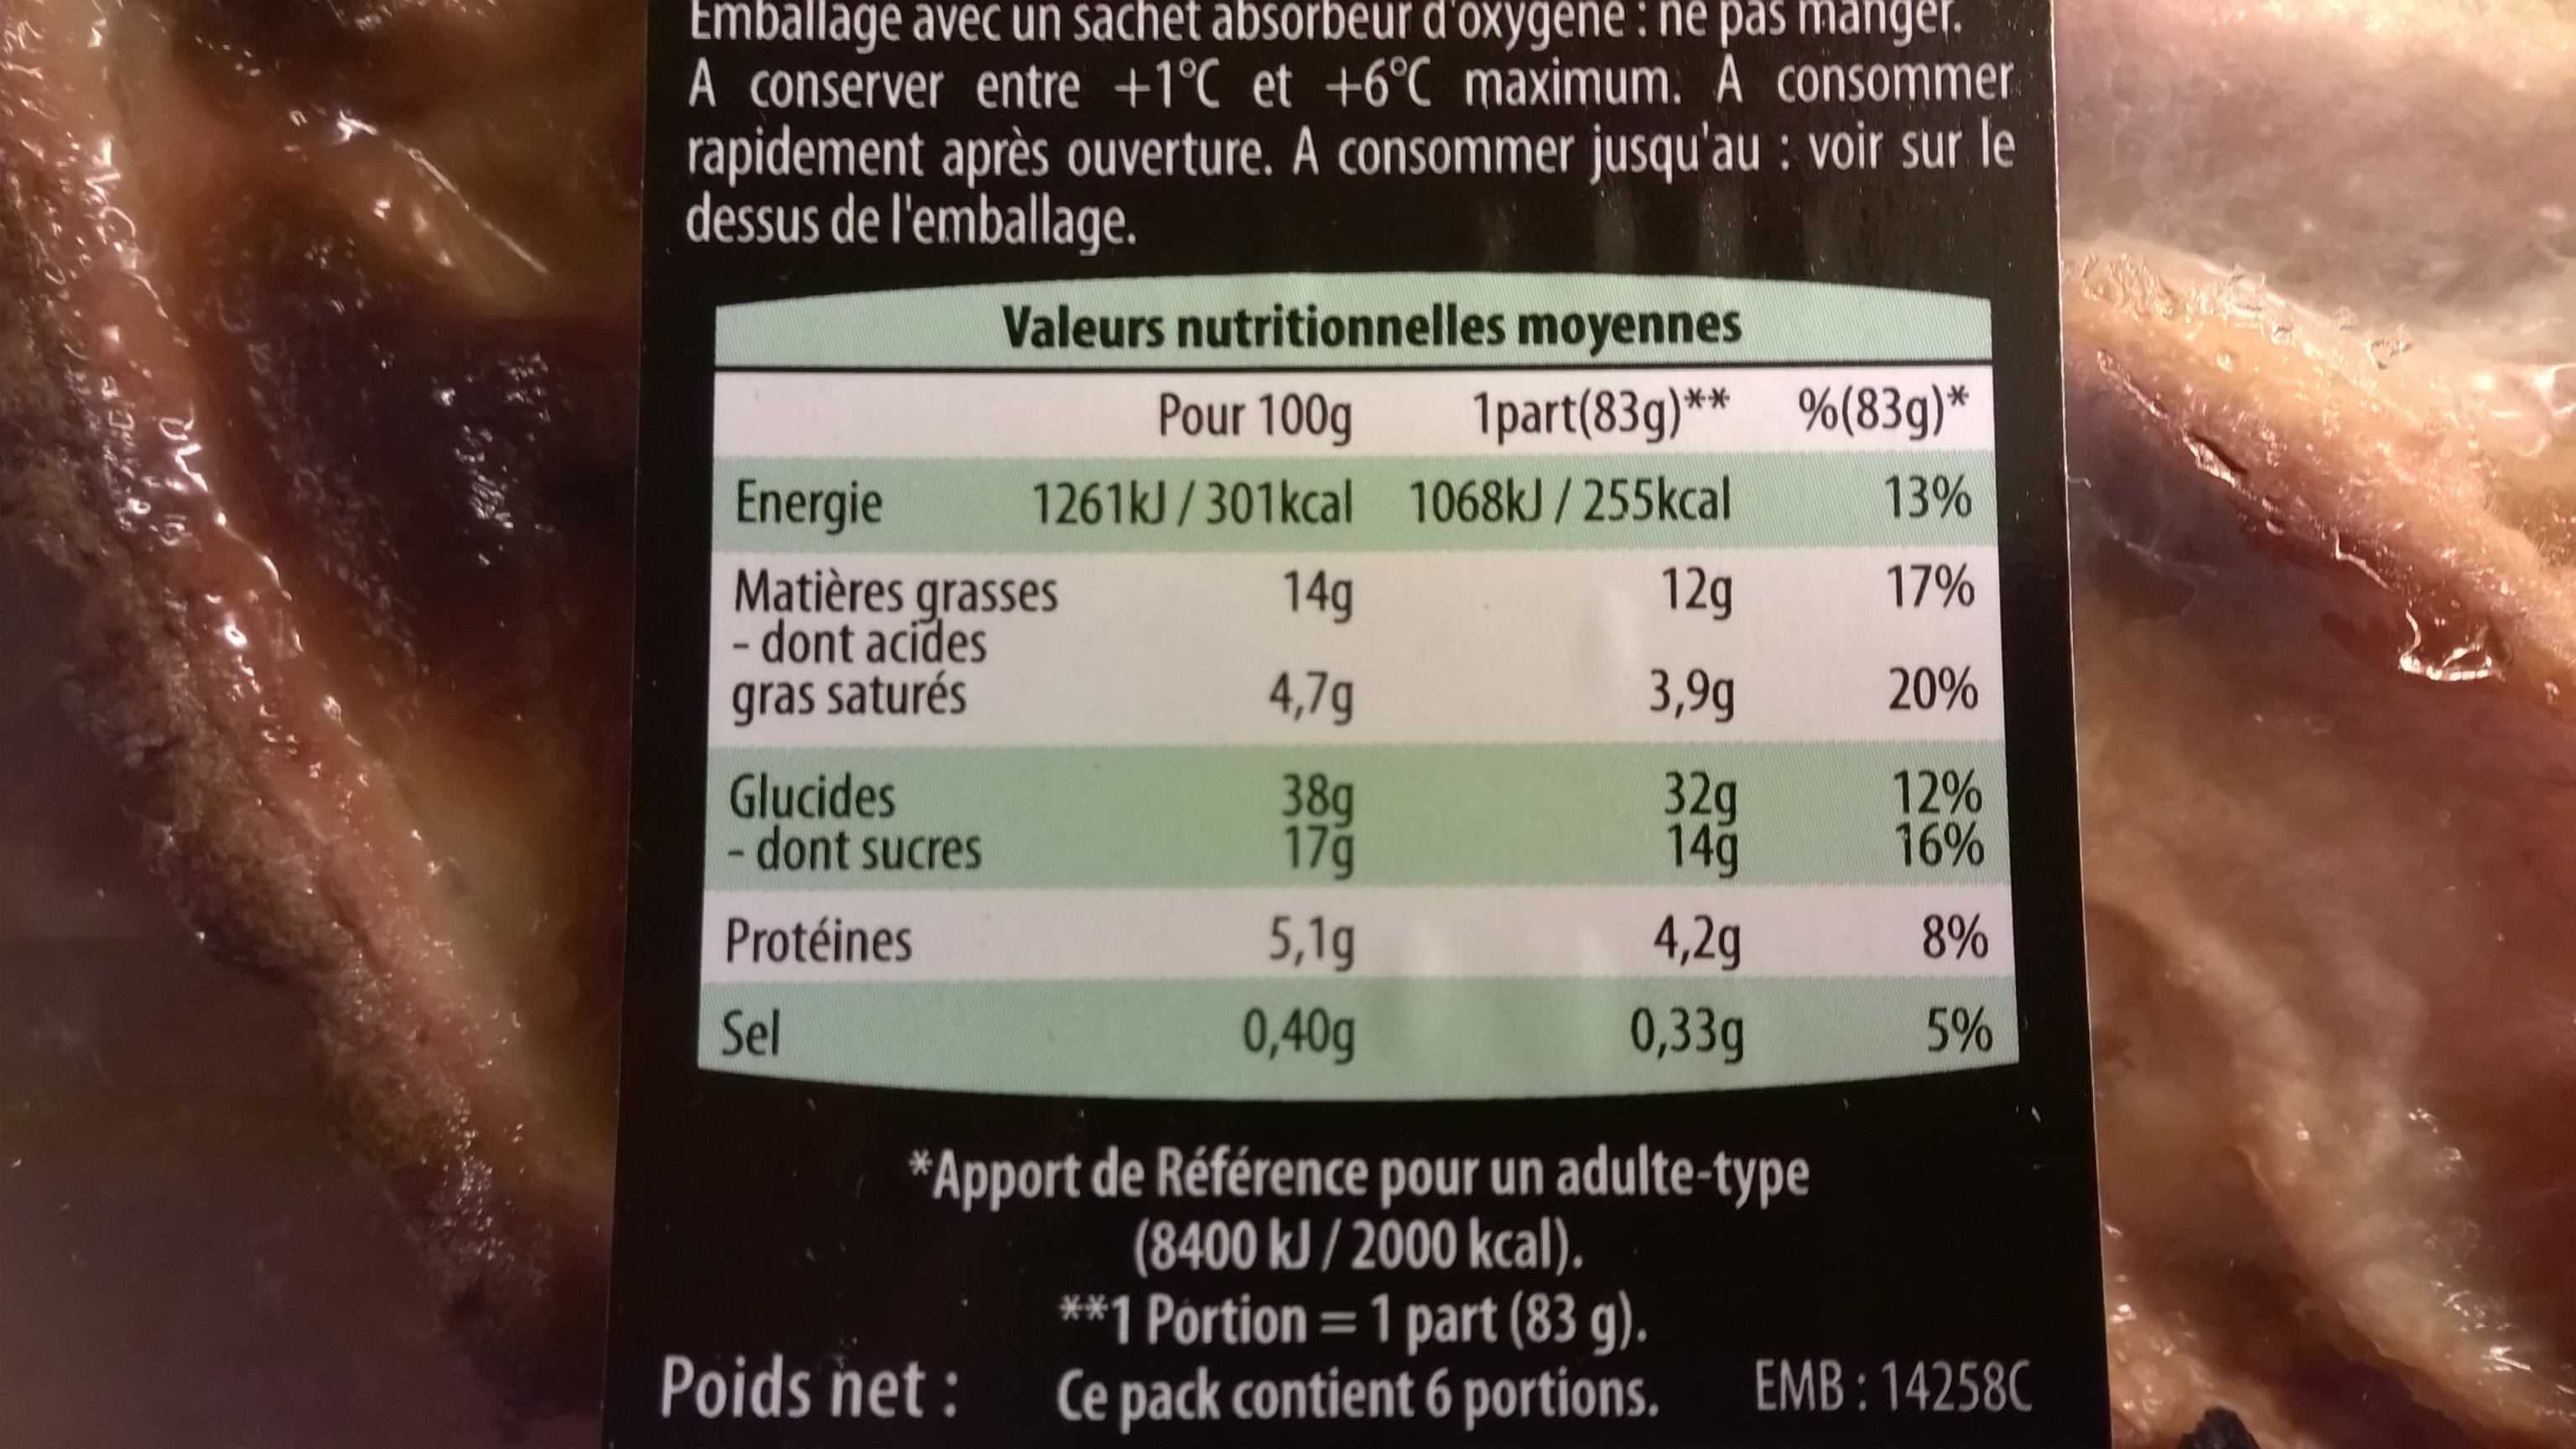 Emballage avec un sachet absorbeur d'oxygène : ne pas manger.
A conserver entre +1°C et +6°C maximum. A consommer
rapidement après ouverture. A consommer jusqu'au : voir sur le
dessus de l'emballage.
Valeurs nutritionnelles moyennes
Pour 100g 1part(83g)** %(83g)*
Energie 1261kJ / 301kcal 1068kJ / 255kcal 13%
Matières grasses 14g 12g 17%
- dont acides
gras saturés 4,7g 3,9g 20%
Glucides 38g 32g 12%
- dont sucres 17g 14g 16%
Protéines 5,1g 4,2g 8%
Sel 0,40g 0,33g 5%
*Apport de Référence pour un adulte-type
(8400 kJ / 2000 kcal).
**1 Portion = 1 part (83 g).
Poids net : Ce pack contient 6 portions. EMB : 14258C